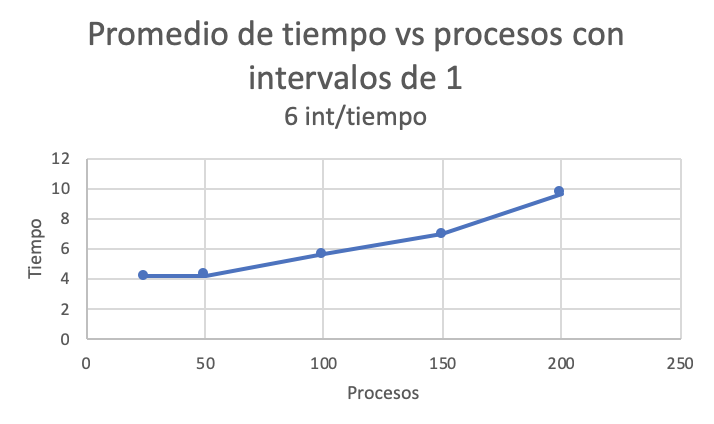 Promedio de tiempo vs procesos con
intervalos de 1
6 int/tiempo
12
10
8
6
4
2
0
Tiempo
0 50 100 150 200 250
Procesos